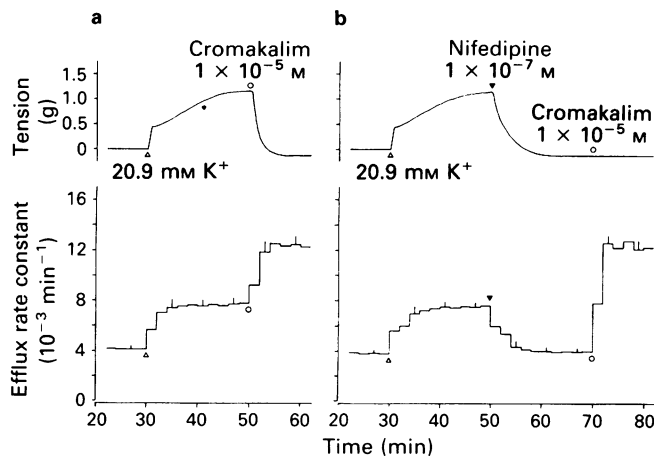 a
Cromakalim
1 × 10⁻⁵ M
1.5
1.0
0.5
0
Tension
(g)
20.9 mM K⁺
b
Nifedipine
1 × 10⁻⁷ M
Cromakalim
1 × 10⁻⁵ M
20.9 mM K⁺
16
12
8
4
0
Efflux rate constant
(10⁻³ min⁻¹)
20 30 40 50 60
20 30 40 50 60 70 80
Time (min)